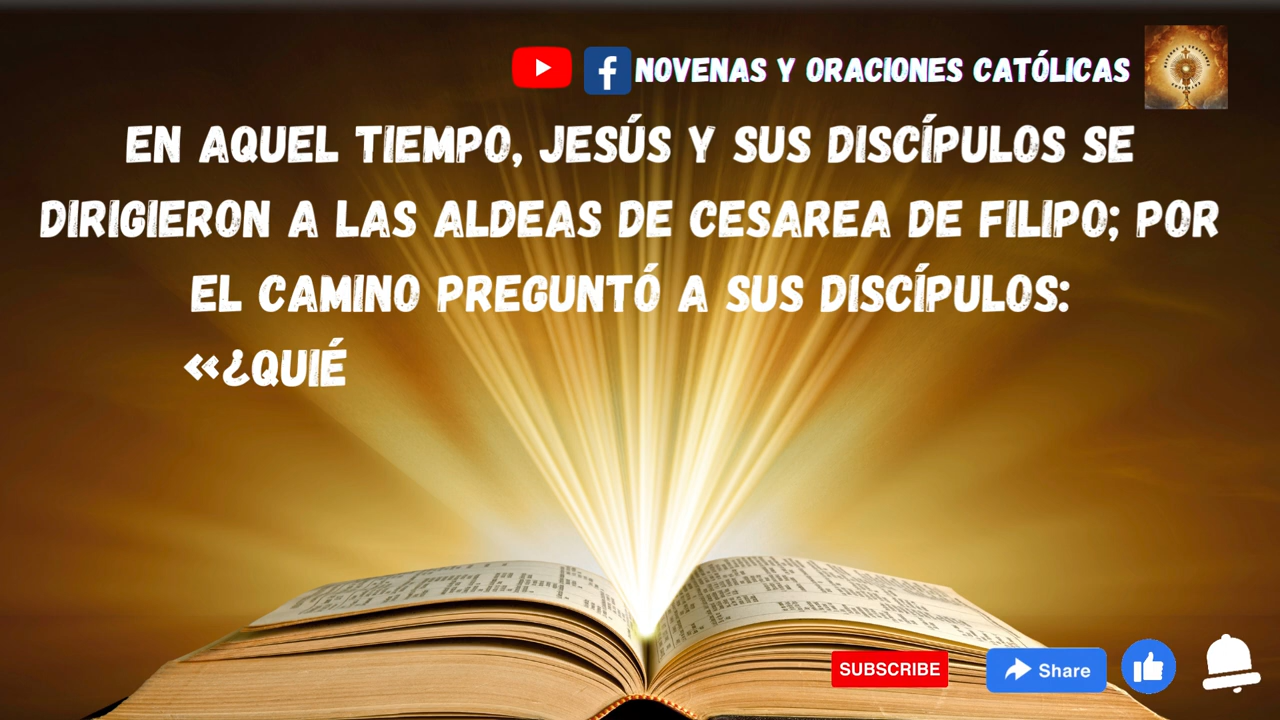 NOVENAS Y ORACIONES CATÓLICAS
EN AQUEL TIEMPO, JESÚS Y SUS DISCÍPULOS SE
DIRIGIERON A LAS ALDEAS DE CESAREA DE FILIPO; POR
EL CAMINO PREGUNTÓ A SUS DISCÍPULOS:
«¿QUIÉ
SUBSCRIBE
Share